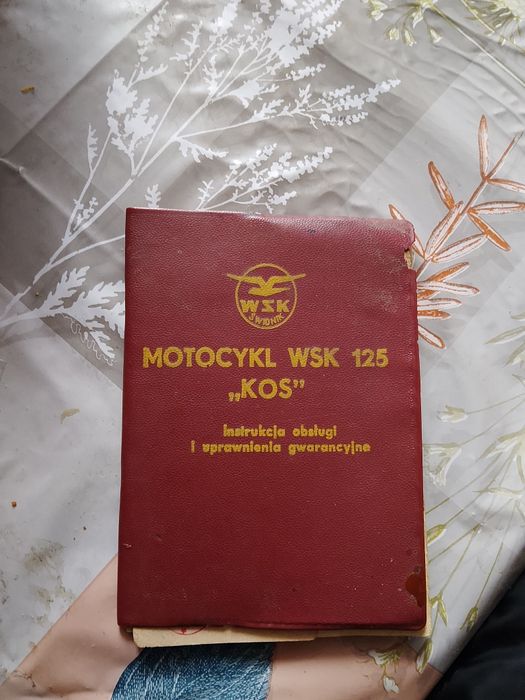 WSK
ŚWIDNIK
MOTOCYKL WSK 125
„KOS”
Instrukcja obsługi
i uprawnienia gwarancyjne